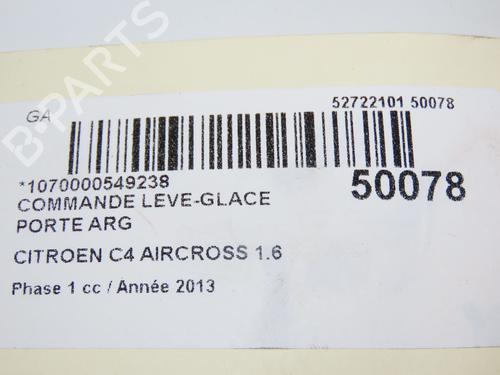 GA
52722101 50078
*1070000549238
50078
COMMANDE LEVE-GLACE
PORTE ARG
CITROEN C4 AIRCROSS 1.6
Phase 1 cc / Année 2013
B-PARTS